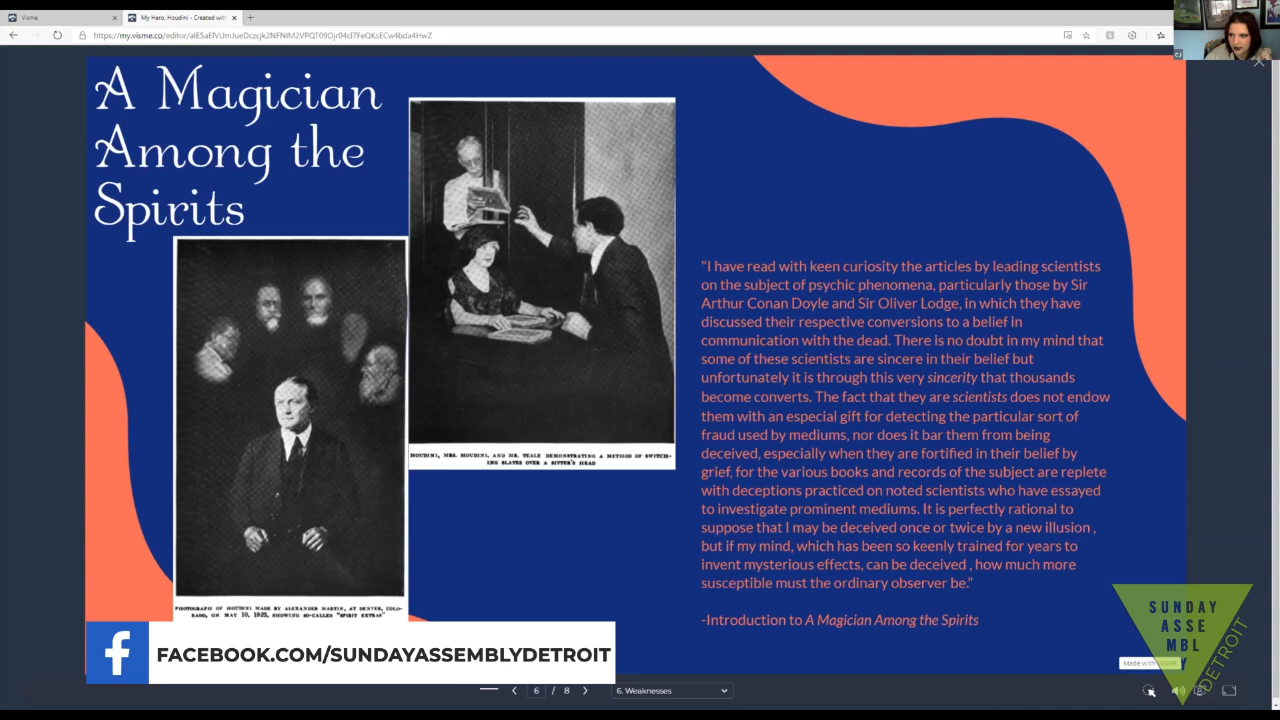 Visme
My Hero, Houdini - Created with
https://my.visme.co/editor/
CJ
A Magician
Among the
Spirits
HOUDINI, MRS. HOUDINI, AND MR. TEALE DEMONSTRATING A METHOD OF SWITCH-
ING SLATES OVER A SITTER'S HEAD
"I have read with keen curiosity the articles by leading scientists
on the subject of psychic phenomena, particularly those by Sir
Arthur Conan Doyle and Sir Oliver Lodge, in which they have
discussed their respective conversions to a belief in
communication with the dead. There is no doubt in my mind that
some of these scientists are sincere in their belief but
unfortunately it is through this very sincerity that thousands
become converts. The fact that they are scientists does not endow
them with an especial gift for detecting the particular sort of
fraud used by mediums, nor does it bar them from being
deceived, especially when they are fortified in their belief by
grief, for the various books and records of the subject are replete
with deceptions practiced on noted scientists who have essayed
to investigate prominent mediums. It is perfectly rational to
suppose that I may be deceived once or twice by a new illusion ,
but if my mind, which has been so keenly trained for years to
invent mysterious effects, can be deceived , how much more
susceptible must the ordinary observer be."
-Introduction to A Magician Among the Spirits
PHOTOGRAPH OF HOUDINI MADE BY ALEXANDER MARTIN, AT DENVER, COLO-
RADO, ON MAY 10, 1923, SHOWING SO-CALLED "SPIRIT EXTRAS"
f
FACEBOOK.COM/SUNDAYASSEMBLYDETROIT
SUNDAY
ASSE
MBL
Y
DETROIT
Made with
6 / 8
6. Weaknesses